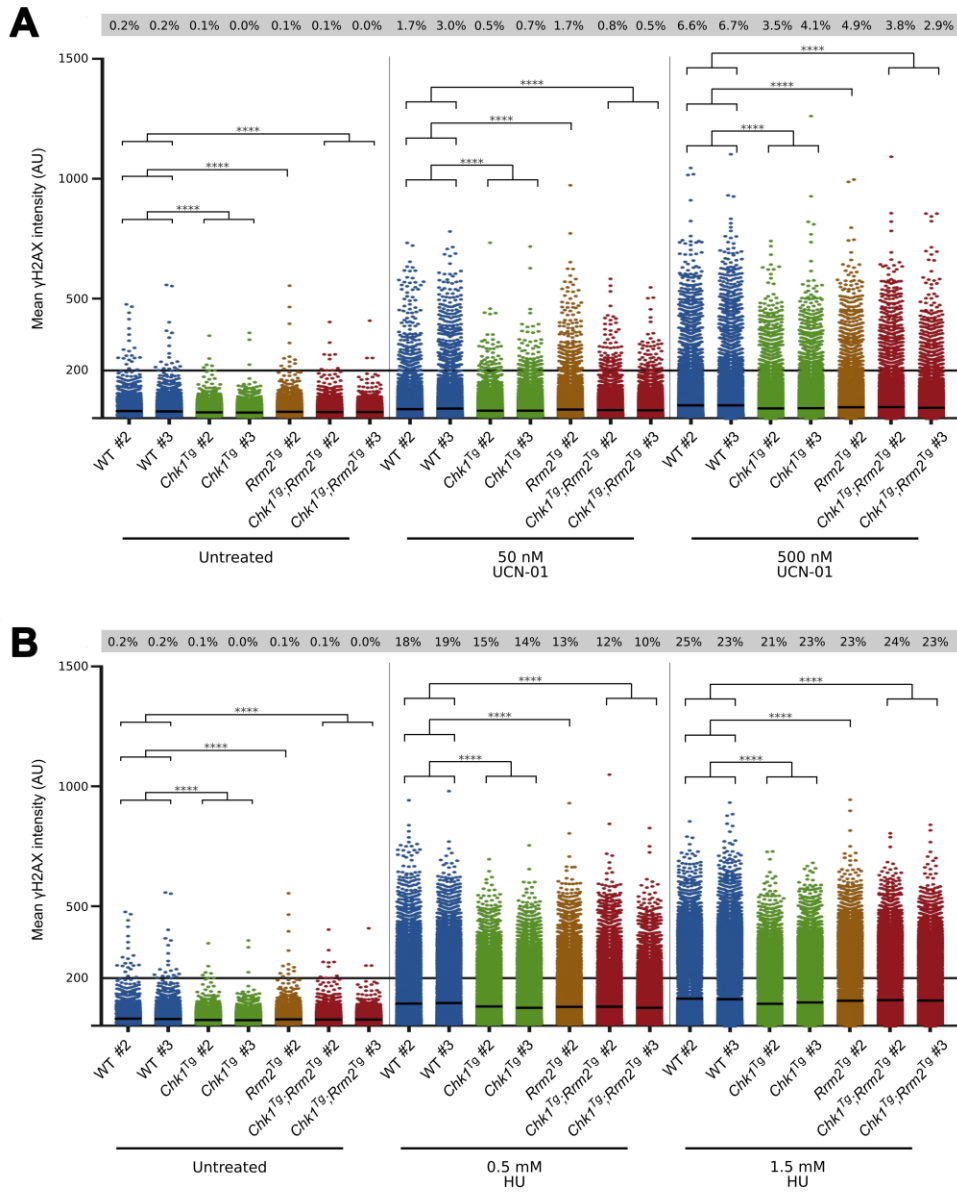 A
0.2% 0.2% 0.1% 0.0% 0.2% 0.1% 0.0% 1.7% 3.0% 0.5% 0.7% 1.7% 0.8% 0.5% 6.6% 6.7% 3.5% 4.1% 4.9% 3.8% 2.9%
Mean γH2AX intensity (AU)
1500
1000
500
200
**** **** ****
**** **** ****
**** **** ****
WT #2 WT #3 Chk1Tg #2 Chk1Tg #3 Rrm2Tg #2 Chk1Tg;Rrm2Tg #2 Chk1Tg;Rrm2Tg #3 WT #2 WT #3 Chk1Tg #2 Chk1Tg #3 Rrm2Tg #2 Chk1Tg;Rrm2Tg #2 Chk1Tg;Rrm2Tg #3 WT #2 WT #3 Chk1Tg #2 Chk1Tg #3 Rrm2Tg #2 Chk1Tg;Rrm2Tg #2 Chk1Tg;Rrm2Tg #3
Untreated 50 nM 500 nM
UCN-01 UCN-01
B
0.2% 0.2% 0.1% 0.0% 0.1% 0.1% 0.0% 18% 19% 15% 14% 13% 12% 10% 25% 23% 21% 23% 23% 24% 23%
Mean γH2AX intensity (AU)
1500
1000
500
200
0
**** **** ****
**** **** ****
**** **** ****
WT #2 WT #3 Chk1Tg #2 Chk1Tg #3 Rrm2Tg #2 Chk1Tg;Rrm2Tg #2 Chk1Tg;Rrm2Tg #3 WT #2 WT #3 Chk1Tg #2 Chk1Tg #3 Rrm2Tg #2 Chk1Tg;Rrm2Tg #2 Chk1Tg;Rrm2Tg #3 WT #2 WT #3 Chk1Tg #2 Chk1Tg #3 Rrm2Tg #2 Chk1Tg;Rrm2Tg #2 Chk1Tg;Rrm2Tg #3
Untreated 0.5 mM 1.5 mM
HU HU